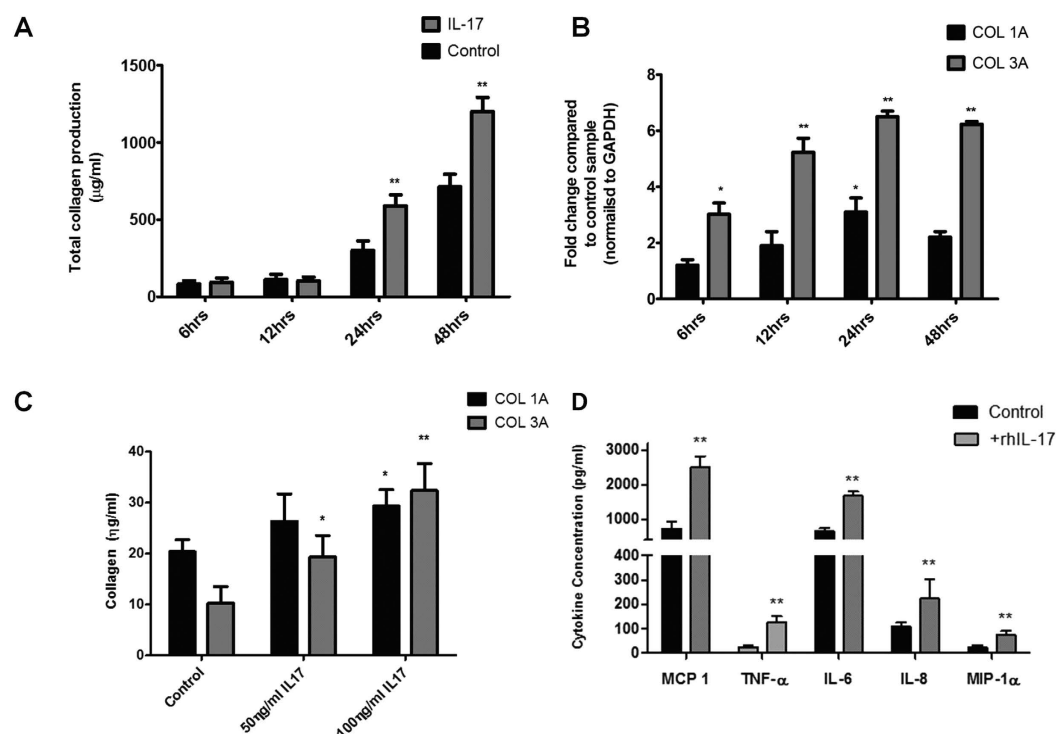 A
IL-17
Control
Total collagen production
(μg/ml)
1500
1000
500
0
** **
6hrs 12hrs 24hrs 48hrs
B
COL 1A
COL 3A
Fold change compared
to control sample
(normailsd to GAPDH)
8
6
4
2
0
* ** * ** **
6hrs 12hrs 24hrs 48hrs
C
COL 1A
COL 3A
Collagen (ηg/ml)
40
30
20
10
0
* * **
Control 50ηg/ml IL17 100ηg/ml IL17
D
Control
+rhIL-17
Cytokine Concentration (pg/ml)
3000
2000
1000
400
300
200
100
0
** ** ** ** **
MCP 1 TNF-α IL-6 IL-8 MIP-1α